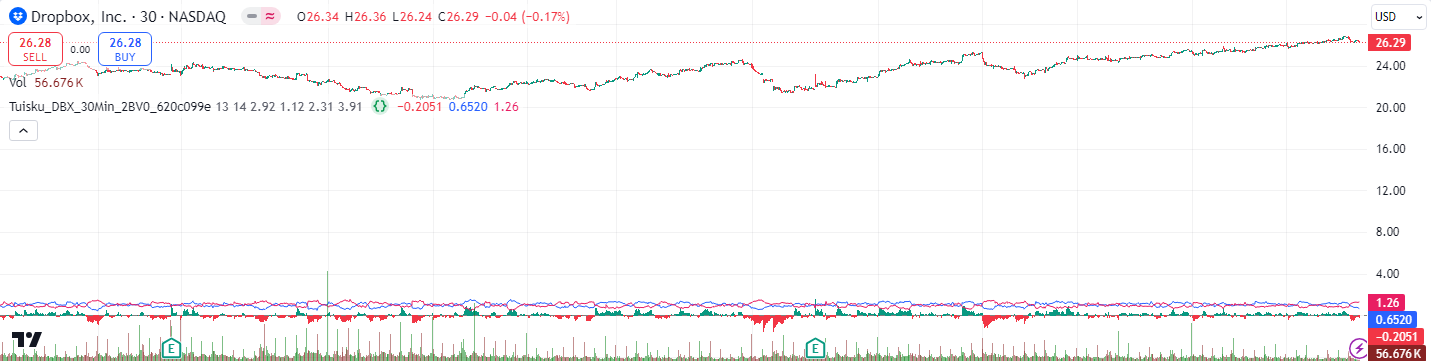 Dropbox, Inc. · 30 · NASDAQ O26.34 H26.36 L26.24 C26.29 −0.04 (−0.17%)
USD
26.28 SELL
0.00
26.28 BUY
26.29
Vol 56.676 K
24.00
Tuisku_DBX_30Min_2BV0_620c099e 13 14 2.92 1.12 2.31 3.91 {} −0.2051 0.6520 1.26
20.00
16.00
12.00
8.00
4.00
1.26
0.6520
−0.2051
E
E
56.676 K